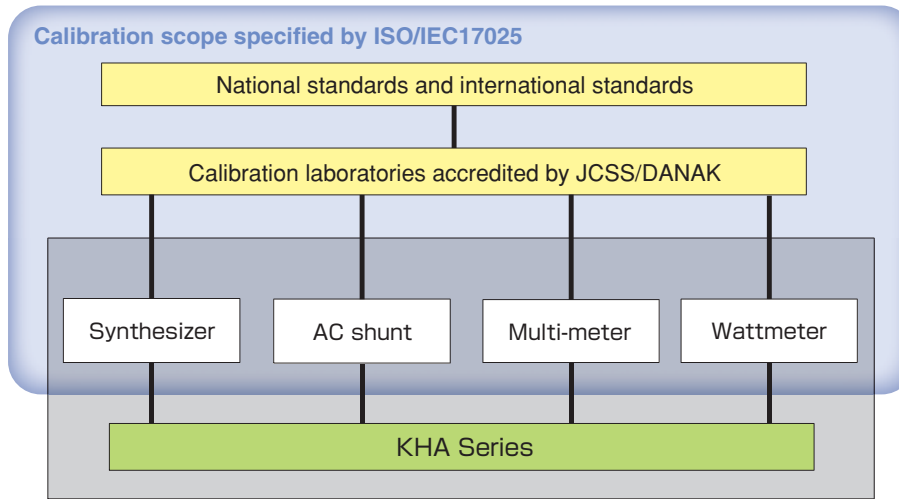 Calibration scope specified by ISO/IEC17025
National standards and international standards
Calibration laboratories accredited by JCSS/DANAK
Synthesizer
AC shunt
Multi-meter
Wattmeter
KHA Series